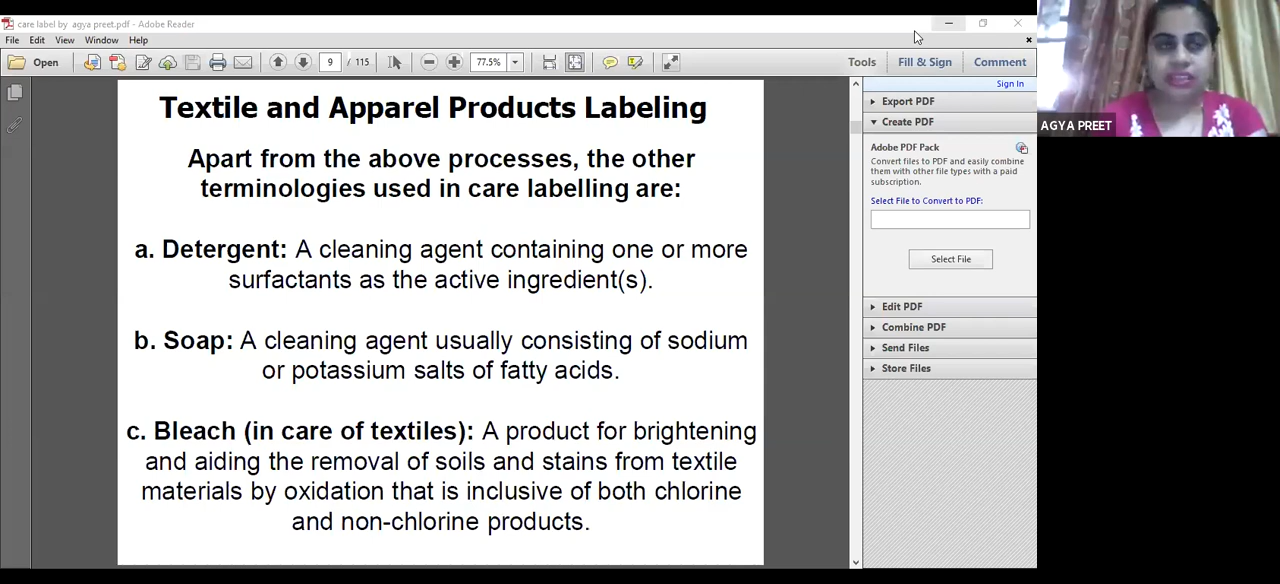 care label by agya preet.pdf - Adobe Reader
File Edit View Window Help
Open 9 / 115 77.5% Tools Fill & Sign Comment
Sign In
Export PDF
Create PDF
Adobe PDF Pack
Convert files to PDF and easily combine
them with other file types with a paid
subscription.
Select File to Convert to PDF:
Select File
Edit PDF
Combine PDF
Send Files
Store Files
Textile and Apparel Products Labeling
Apart from the above processes, the other
terminologies used in care labelling are:
a. Detergent: A cleaning agent containing one or more
surfactants as the active ingredient(s).
b. Soap: A cleaning agent usually consisting of sodium
or potassium salts of fatty acids.
c. Bleach (in care of textiles): A product for brightening
and aiding the removal of soils and stains from textile
materials by oxidation that is inclusive of both chlorine
and non-chlorine products.
AGYA PREET